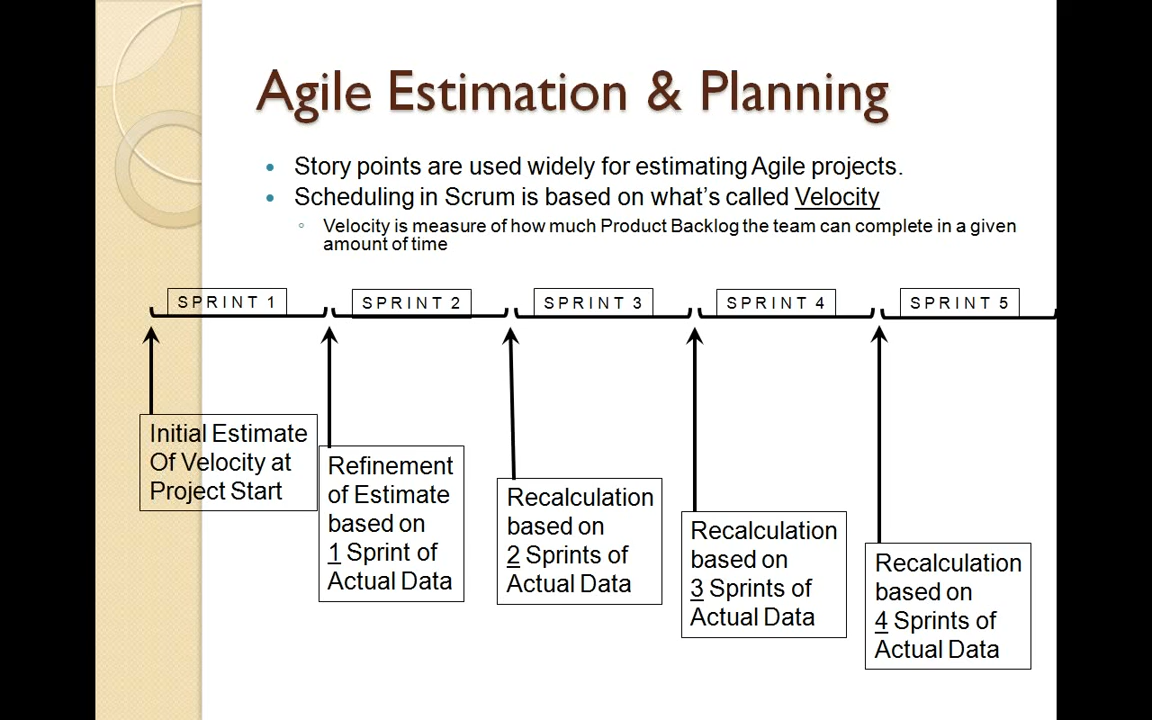 Agile Estimation & Planning
Story points are used widely for estimating Agile projects.
Scheduling in Scrum is based on what's called Velocity
Velocity is measure of how much Product Backlog the team can complete in a given
amount of time
SPRINT 1
SPRINT 2
SPRINT 3
SPRINT 4
SPRINT 5
Initial Estimate
Of Velocity at
Project Start
Refinement
of Estimate
based on
1 Sprint of
Actual Data
Recalculation
based on
2 Sprints of
Actual Data
Recalculation
based on
3 Sprints of
Actual Data
Recalculation
based on
4 Sprints of
Actual Data